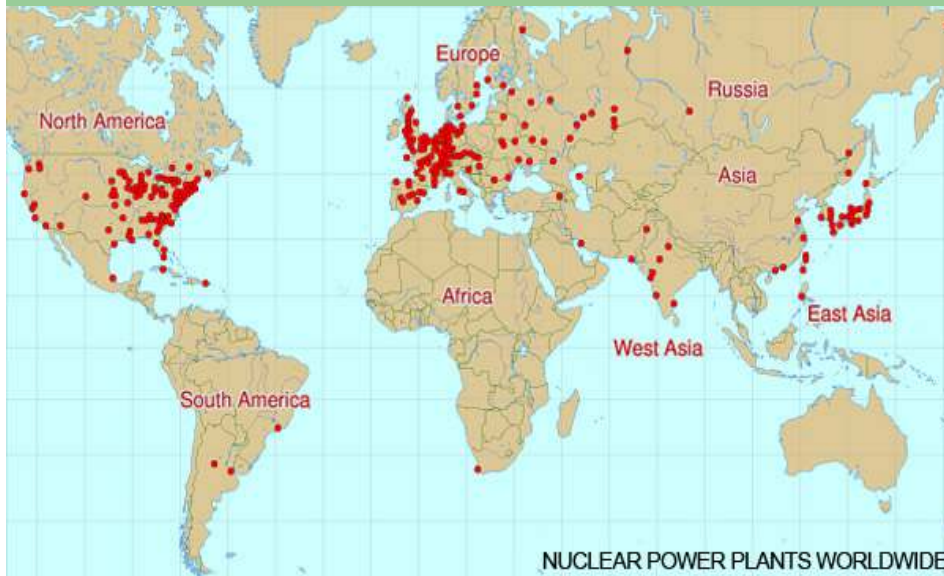 Europe
Russia
North America
Asia
Africa
East Asia
West Asia
South America
NUCLEAR POWER PLANTS WORLDWIDE